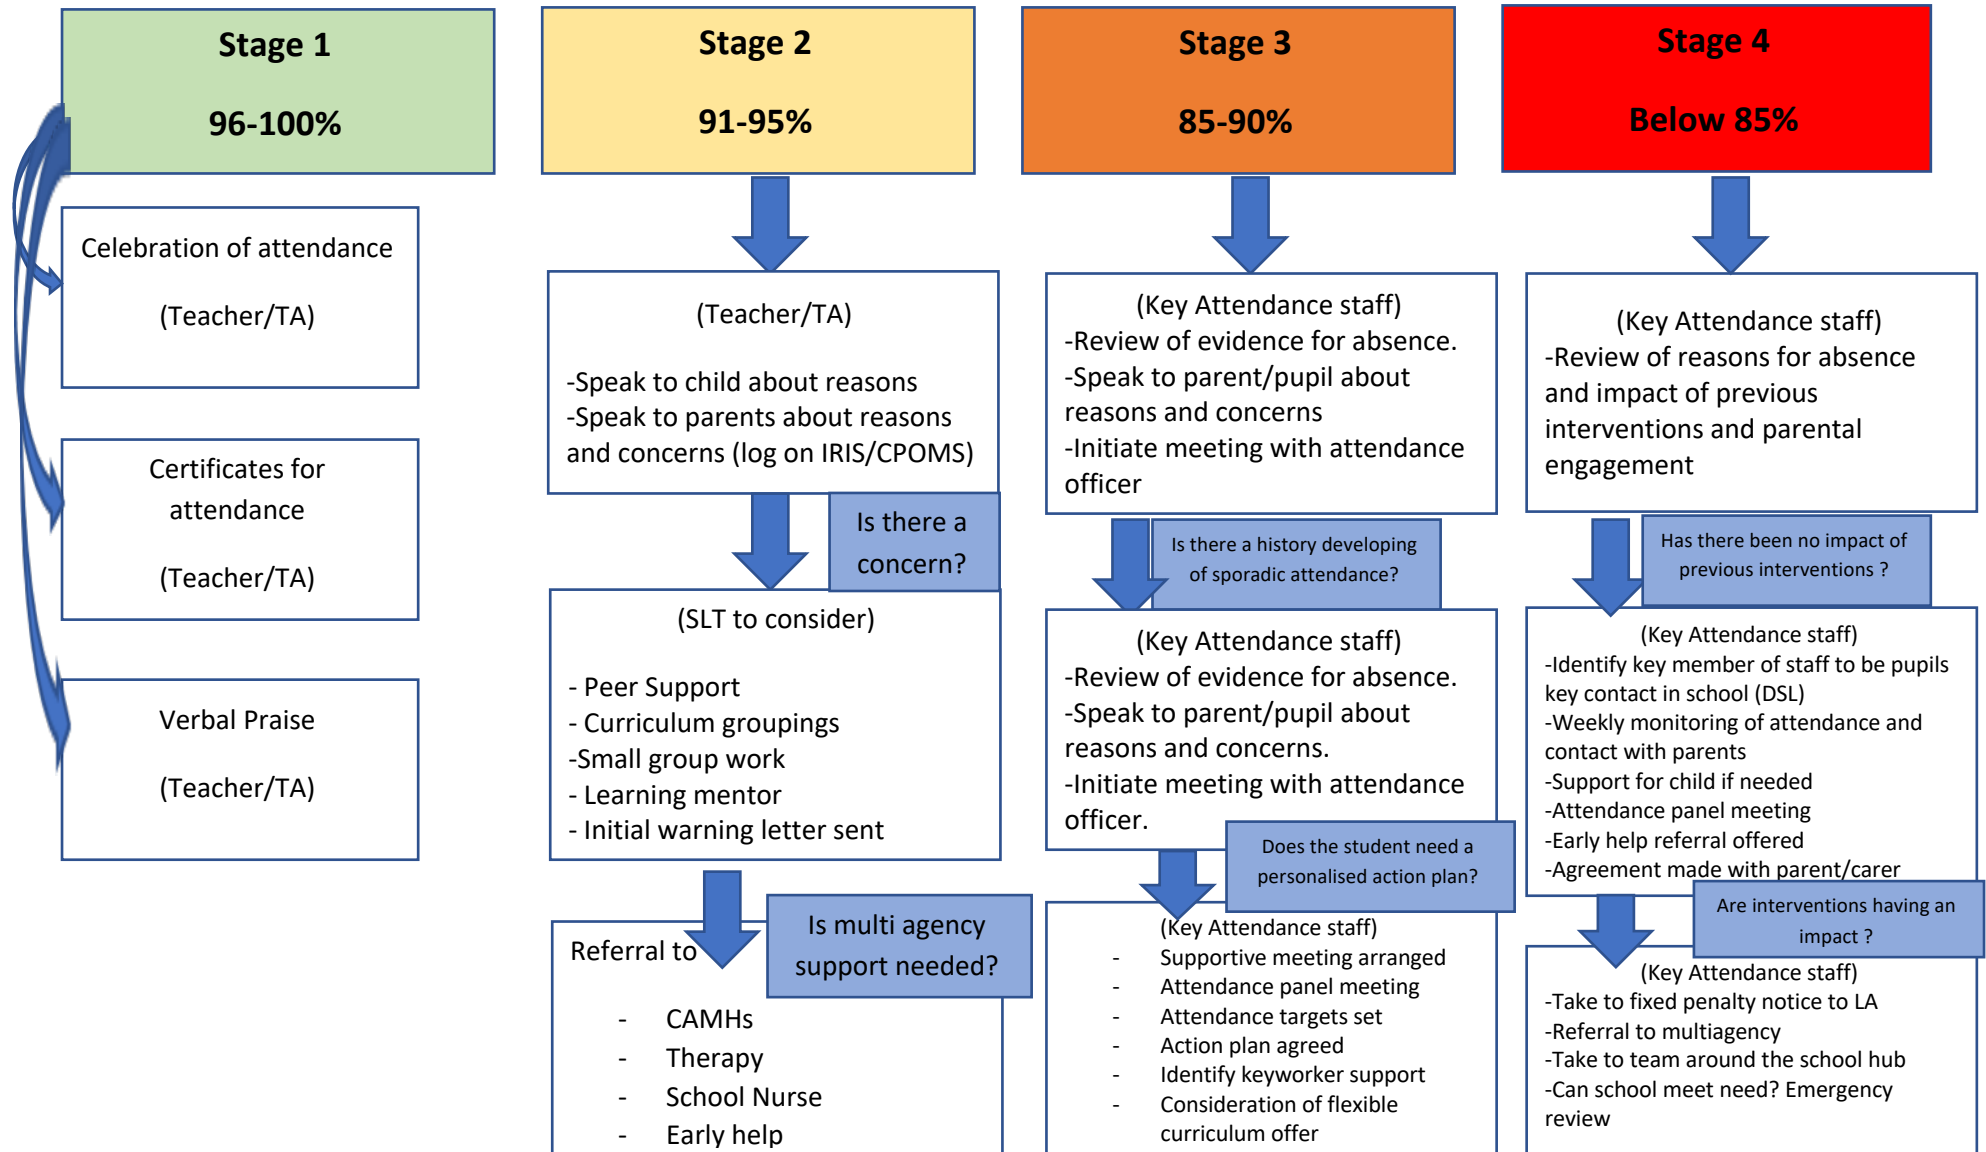 Stage 1
96-100%
Celebration of attendance
(Teacher/TA)
Certificates for
attendance
(Teacher/TA)
Verbal Praise
(Teacher/TA)
Stage 2
91-95%
(Teacher/TA)
-Speak to child about reasons
-Speak to parents about reasons
and concerns (log on IRIS/CPOMS)
Is there a
concern?
(SLT to consider)
- Peer Support
- Curriculum groupings
-Small group work
- Learning mentor
- Initial warning letter sent
Is multi agency
support needed?
Referral to
- CAMHs
- Therapy
- School Nurse
- Early help
Stage 3
85-90%
(Key Attendance staff)
-Review of evidence for absence.
-Speak to parent/pupil about
reasons and concerns
-Initiate meeting with attendance
officer
Is there a history developing
of sporadic attendance?
(Key Attendance staff)
-Review of evidence for absence.
-Speak to parent/pupil about
reasons and concerns.
-Initiate meeting with attendance
officer.
Does the student need a
personalised action plan?
(Key Attendance staff)
- Supportive meeting arranged
- Attendance panel meeting
- Attendance targets set
- Action plan agreed
- Identify keyworker support
- Consideration of flexible
curriculum offer
Stage 4
Below 85%
(Key Attendance staff)
-Review of reasons for absence
and impact of previous
interventions and parental
engagement
Has there been no impact of
previous interventions ?
(Key Attendance staff)
-Identify key member of staff to be pupils
key contact in school (DSL)
-Weekly monitoring of attendance and
contact with parents
-Support for child if needed
-Attendance panel meeting
-Early help referral offered
-Agreement made with parent/carer
Are interventions having an
impact ?
(Key Attendance staff)
-Take to fixed penalty notice to LA
-Referral to multiagency
-Take to team around the school hub
-Can school meet need? Emergency
review